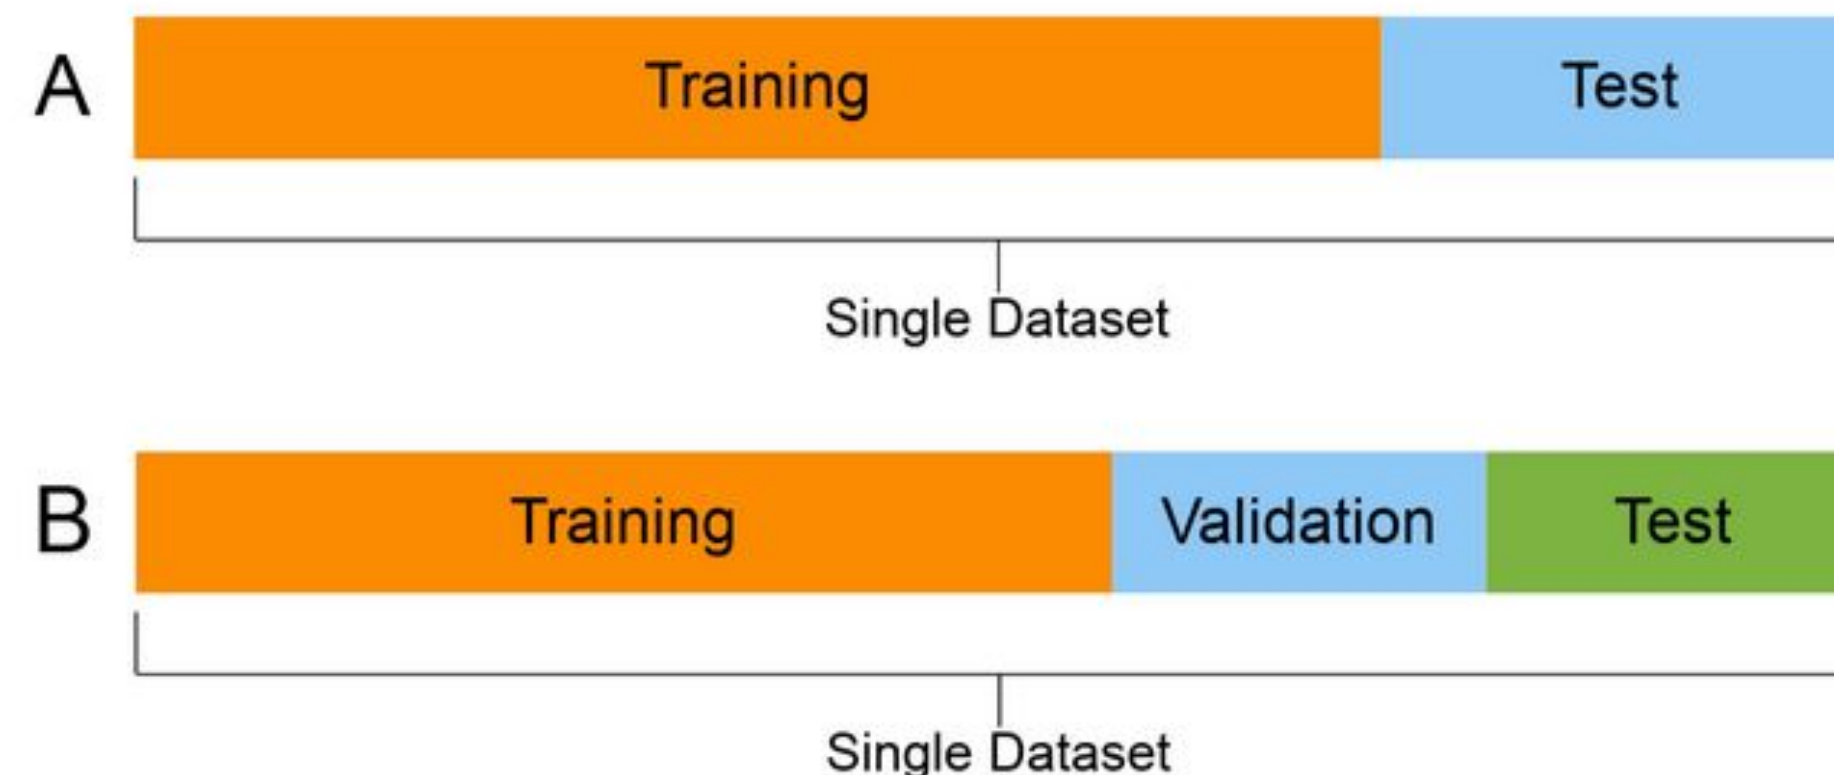 A Training Test
Single Dataset
B Training Validation Test
Single Dataset